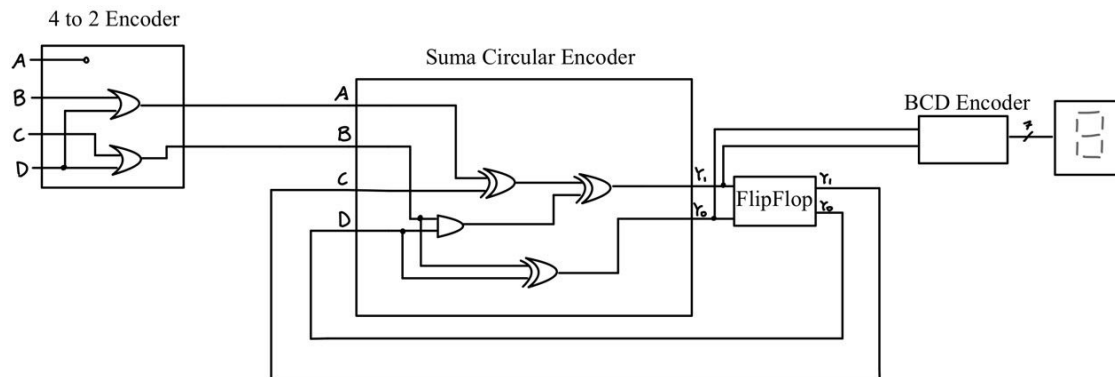 4 to 2 Encoder
A
B
C
D
Suma Circular Encoder
A
B
C
D
Y₁
Y₀
FlipFlop
Y₁
Y₀
BCD Encoder
7